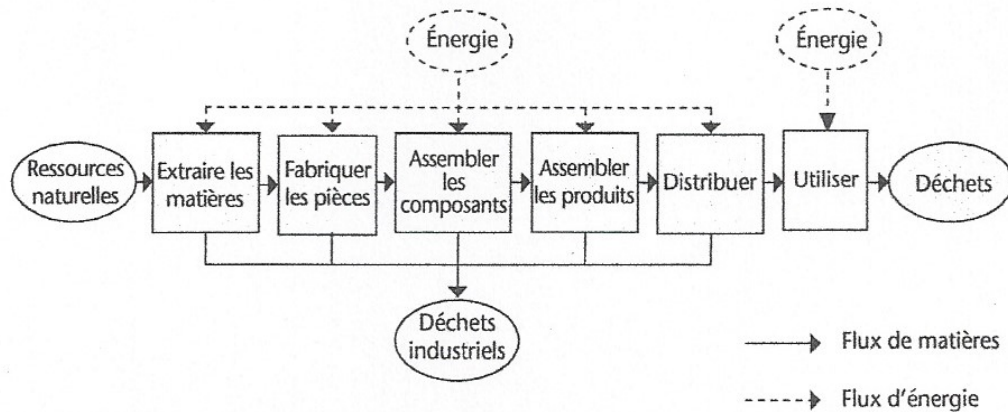 Énergie
Énergie
Ressources
naturelles
Extraire les
matières
Fabriquer
les pièces
Assembler
les
composants
Assembler
les produits
Distribuer
Utiliser
Déchets
Déchets
industriels
Flux de matières
Flux d'énergie